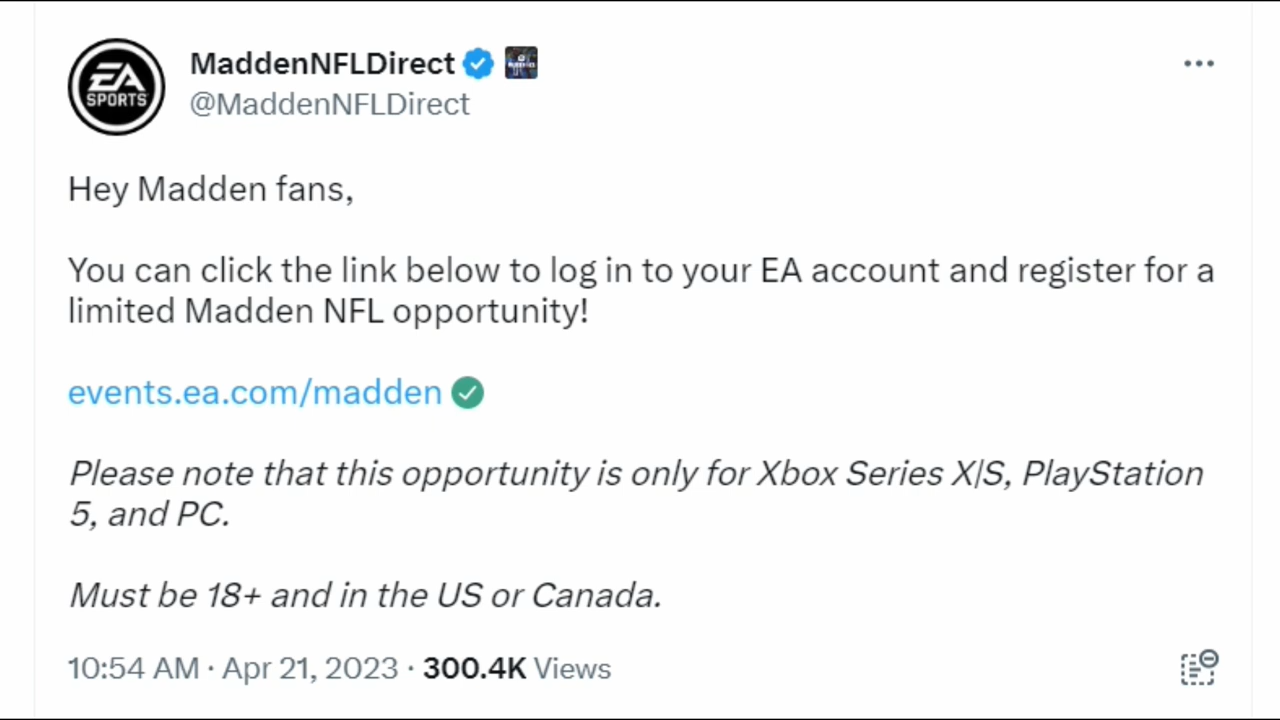 EA
SPORTS
MaddenNFLDirect
@MaddenNFLDirect
Hey Madden fans,
You can click the link below to log in to your EA account and register for a
limited Madden NFL opportunity!
events.ea.com/madden
Please note that this opportunity is only for Xbox Series X|S, PlayStation
5, and PC.
Must be 18+ and in the US or Canada.
10:54 AM · Apr 21, 2023 · 300.4K Views